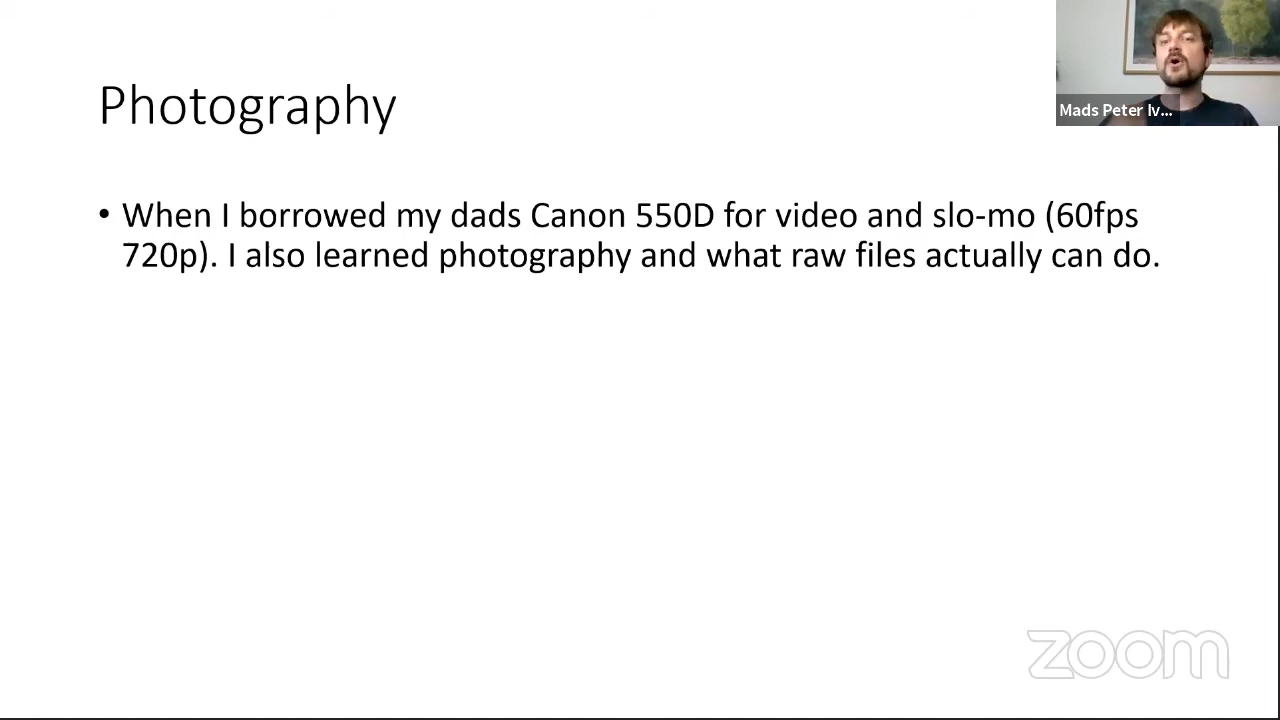 Photography
Mads Peter Iv...
• When I borrowed my dads Canon 550D for video and slo-mo (60fps
720p). I also learned photography and what raw files actually can do.
zoom